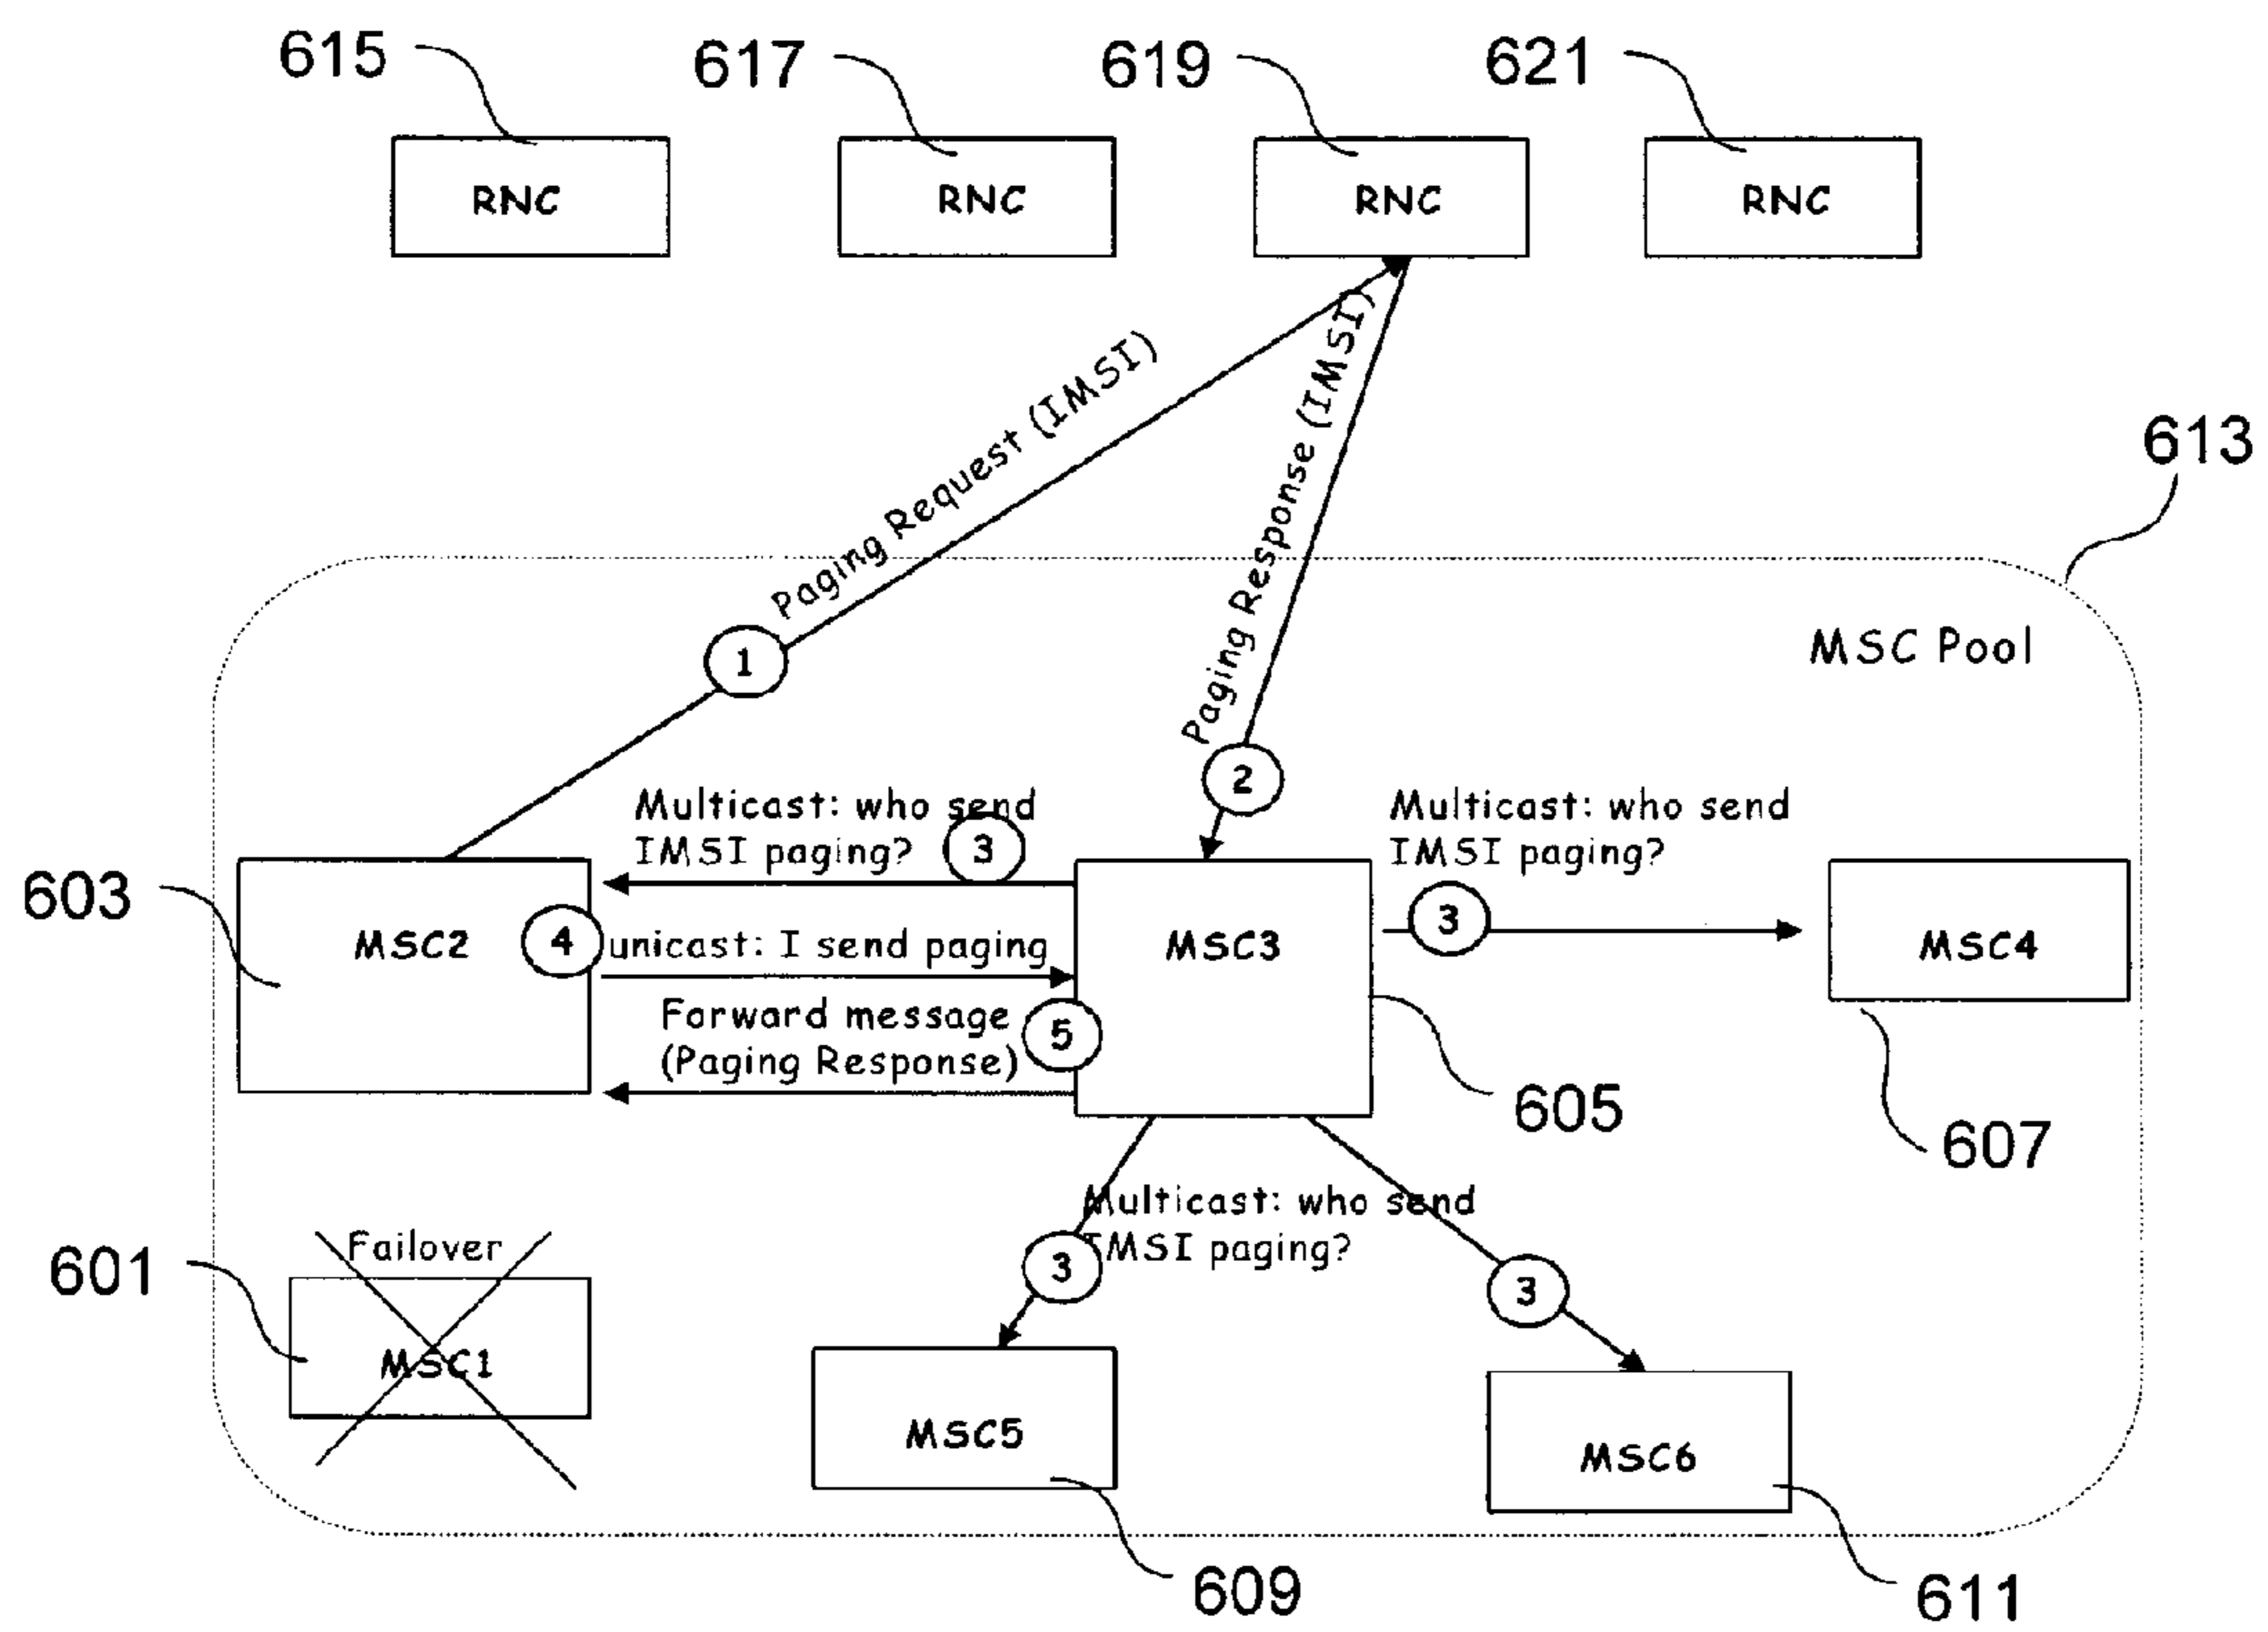 615
617
619
621
RNC
RNC
RNC
RNC
613
Paging Request (IMSI)
Paging Response (IMSI)
MSC Pool
1
2
Multicast: who send
IMSI paging?
3
Multicast: who send
IMSI paging?
3
603
MSC2
4
unicast: I send paging
MSC3
MSC4
Forward message
(Paging Response)
5
605
607
Multicast: who send
IMSI paging?
3
3
601
Failover
MSC1
MSC5
MSC6
609
611